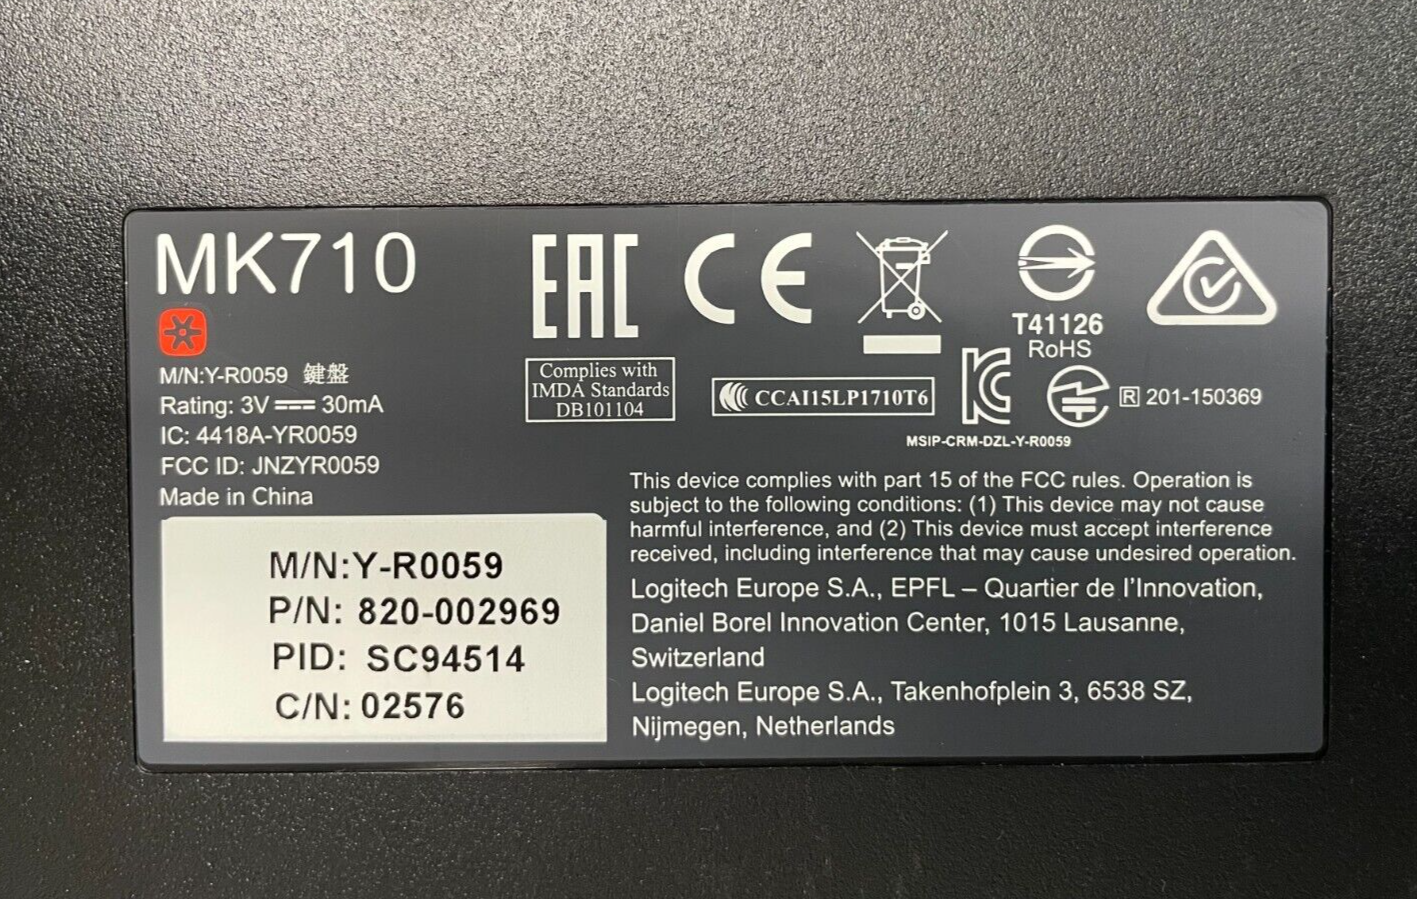 MK710
M/N:Y-R0059 鍵盤
Rating: 3V 30mA
IC: 4418A-YR0059
FCC ID: JNZYR0059
Made in China
M/N:Y-R0059
P/N: 820-002969
PID: SC94514
C/N: 02576
EAC CE
T41126
RoHS
Complies with
IMDA Standards
DB101104
CCAI15LP1710T6
R 201-150369
MSIP-CRM-DZL-Y-R0059
This device complies with part 15 of the FCC rules. Operation is
subject to the following conditions: (1) This device may not cause
harmful interference, and (2) This device must accept interference
received, including interference that may cause undesired operation.
Logitech Europe S.A., EPFL – Quartier de l'Innovation,
Daniel Borel Innovation Center, 1015 Lausanne,
Switzerland
Logitech Europe S.A., Takenhofplein 3, 6538 SZ,
Nijmegen, Netherlands